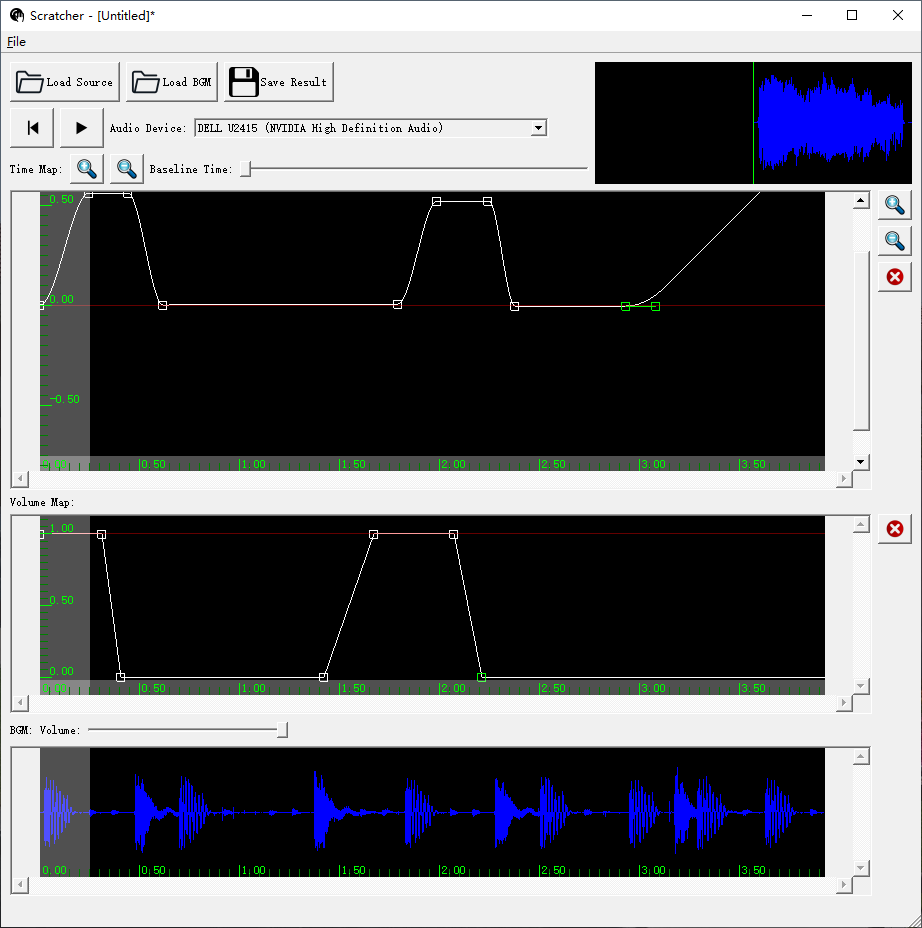 Scratcher - [Untitled]*
File
Load Source Load BGM Save Result
Audio Device: DELL U2415 (NVIDIA High Definition Audio)
Time Map: Baseline Time:
0.50
0.00
-0.50
0.50 1.00 1.50 2.00 2.50 3.00 3.50
Volume Map:
1.00
0.50
0.00
0.50 1.00 1.50 2.00 2.50 3.00 3.50
BGM: Volume:
0.00 0.50 1.00 1.50 2.00 2.50 3.00 3.50